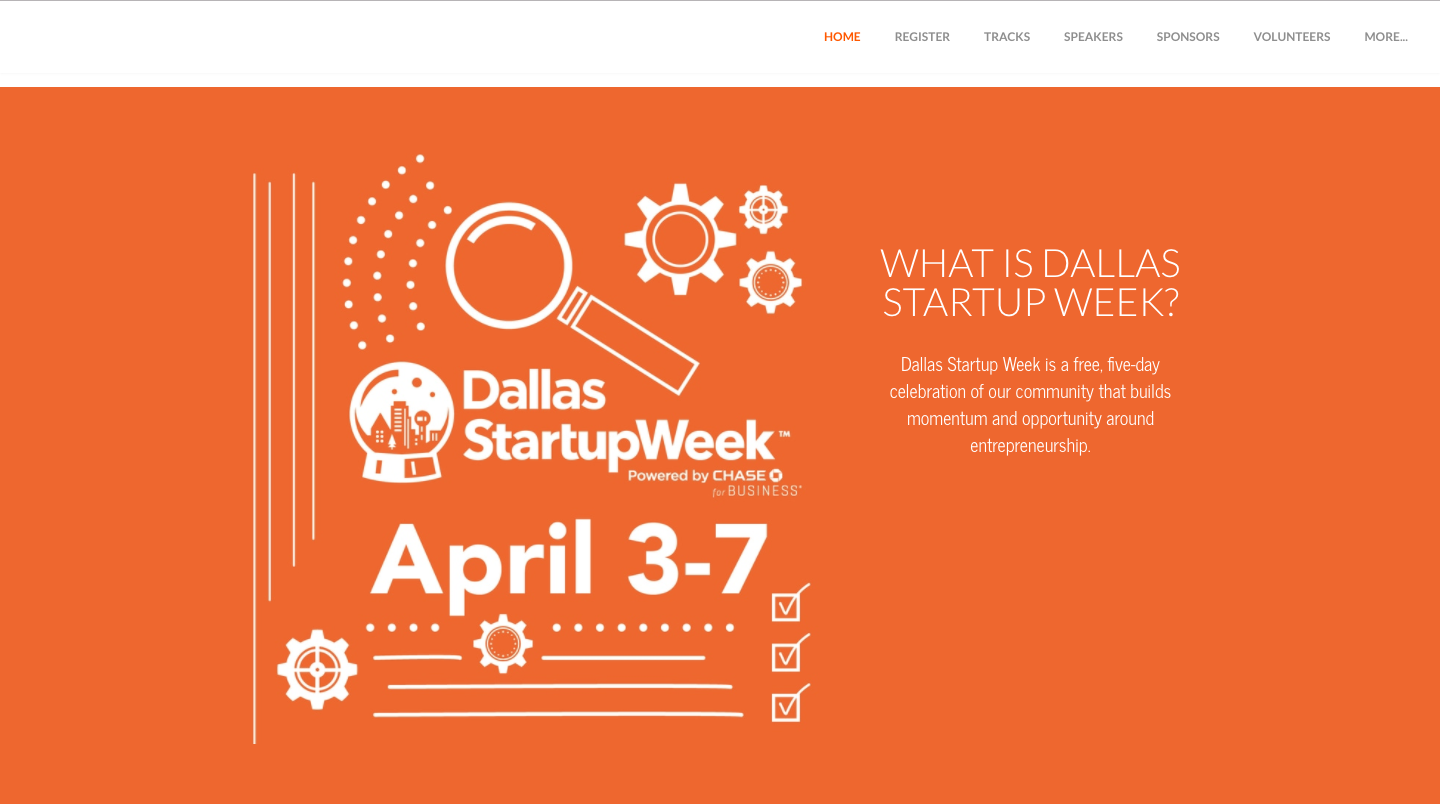 HOME REGISTER TRACKS SPEAKERS SPONSORS VOLUNTEERS MORE...
Dallas
StartupWeek™
Powered by CHASE
for BUSINESS®
April 3-7
WHAT IS DALLAS
STARTUP WEEK?
Dallas Startup Week is a free, five-day
celebration of our community that builds
momentum and opportunity around
entrepreneurship.